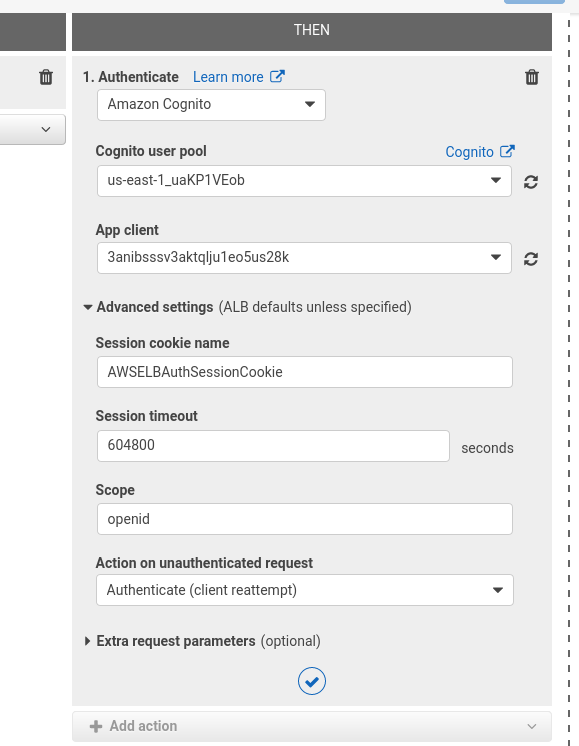 THEN
1. Authenticate Learn more
Amazon Cognito
Cognito user pool Cognito
us-east-1_uaKP1VEob
App client
3anibsssv3aktqlju1eo5us28k
Advanced settings (ALB defaults unless specified)
Session cookie name
AWSELBAuthSessionCookie
Session timeout
604800 seconds
Scope
openid
Action on unauthenticated request
Authenticate (client reattempt)
Extra request parameters (optional)
Add action